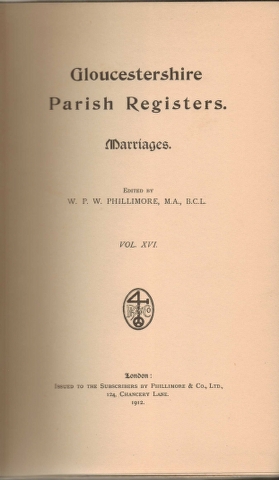 Gloucestershire
Parish Registers.
Marriages.
EDITED BY
W. P. W. PHILLIMORE, M.A., B.C.L.
VOL. XVI.
London:
ISSUED TO THE SUBSCRIBERS BY PHILLIMORE & CO., LTD.,
124, CHANCERY LANE.
1912.